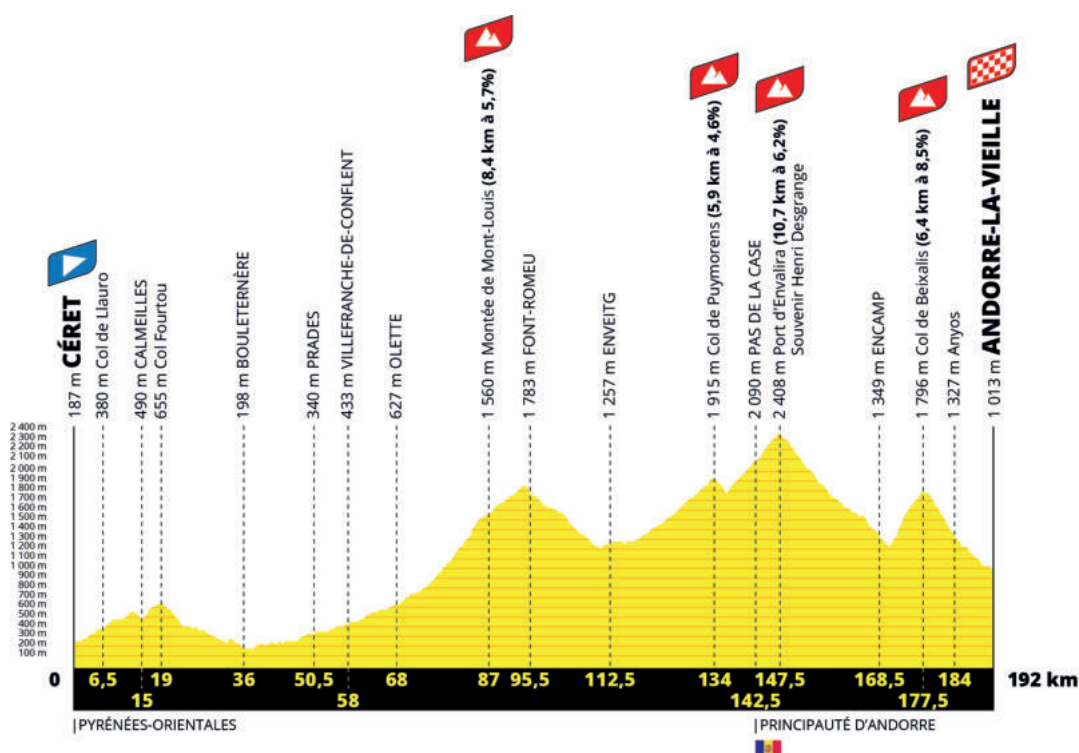 187 m CÉRET
380 m Col de Llauro
490 m CALMEILLES
655 m Col Fourtou
198 m BOULETERNÈRE
340 m PRADES
433 m VILLEFRANCHE-DE-CONFLENT
627 m OLETTE
1 560 m Montée de Mont-Louis (8,4 km à 5,7%)
1 783 m FONT-ROMEU
1 257 m ENVEITG
1 915 m Col de Puymorens (5,9 km à 4,6%)
2 090 m PAS DE LA CASE
2 408 m Port d'Envalira (10,7 km à 6,2%)
Souvenir Henri Desgrange
1 349 m ENCAMP
1 796 m Col de Beixalis (6,4 km à 8,5%)
1 327 m Anyos
1 013 m ANDORRE-LA-VIEILLE
2 400 m
2 300 m
2 200 m
2 100 m
2 000 m
1 900 m
1 800 m
1 700 m
1 600 m
1 500 m
1 400 m
1 300 m
1 200 m
1 100 m
1 000 m
900 m
800 m
700 m
600 m
500 m
400 m
300 m
200 m
100 m
0 6,5 19 36 50,5 68 87 95,5 112,5 134 147,5 168,5 184 192 km
15 58 142,5 177,5
|PYRÉNÉES-ORIENTALES |PRINCIPAUTÉ D'ANDORRE